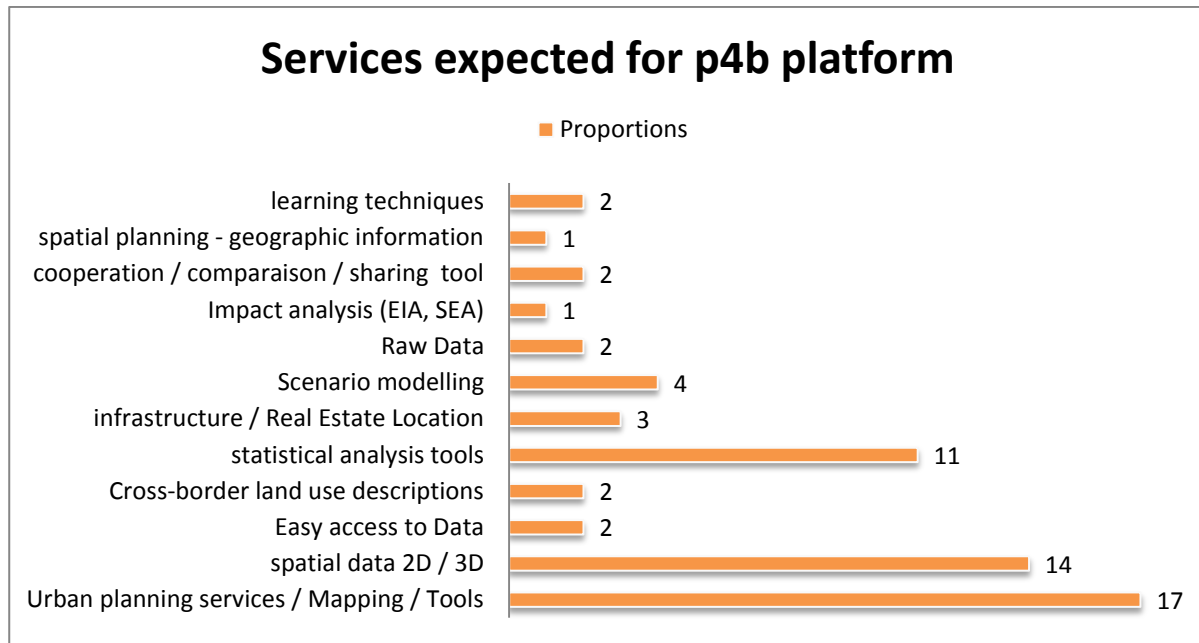 Services expected for p4b platform
Proportions
learning techniques 2
spatial planning - geographic information 1
cooperation / comparaison / sharing tool 2
Impact analysis (EIA, SEA) 1
Raw Data 2
Scenario modelling 4
infrastructure / Real Estate Location 3
statistical analysis tools 11
Cross-border land use descriptions 2
Easy access to Data 2
spatial data 2D / 3D 14
Urban planning services / Mapping / Tools 17